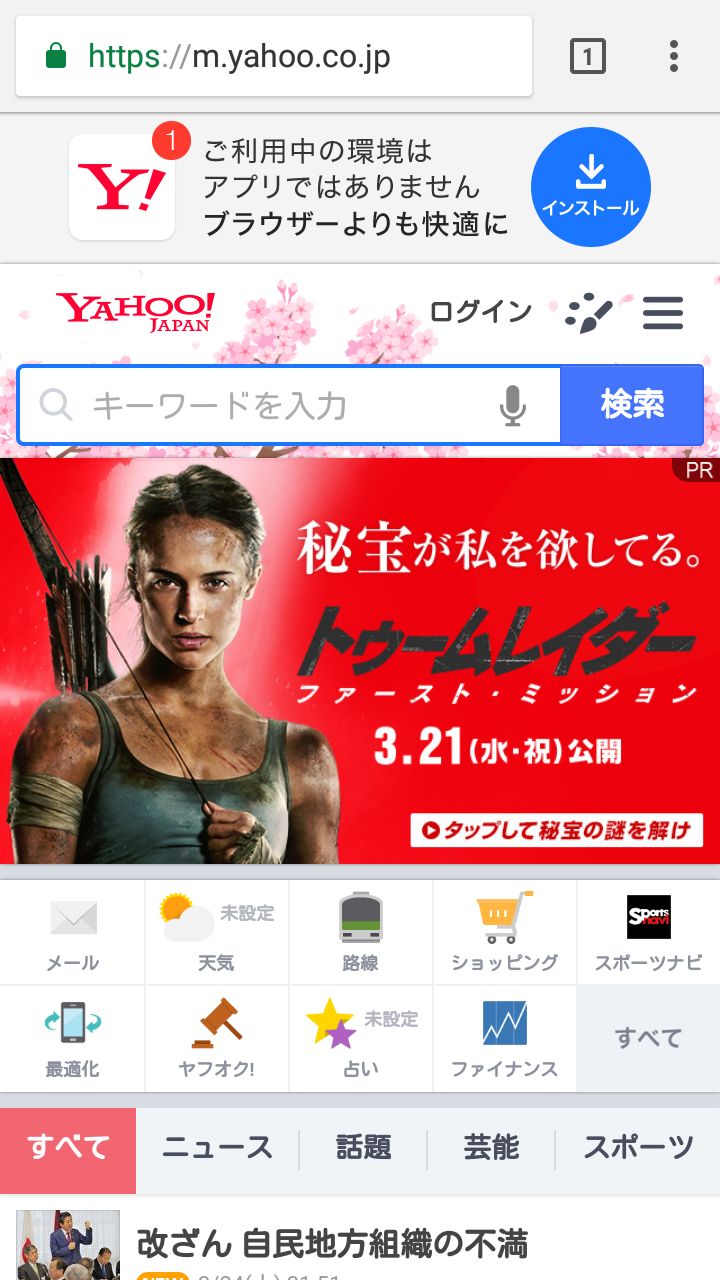 https://m.yahoo.co.jp
1
1
ご利用中の環境は
アプリではありません
ブラウザーよりも快適に
インストール
Y!
YAHOO!
JAPAN
ログイン
キーワードを入力
検索
PR
秘宝が私を欲してる。
トゥームレイダー
ファースト・ミッション
3.21(水・祝)公開
タップして秘宝の謎を解け
メール
未設定
天気
路線
ショッピング
Sports
navi
スポーツナビ
最適化
ヤフオク!
未設定
占い
ファイナンス
すべて
すべて
ニュース
話題
芸能
スポーツ
改ざん 自民地方組織の不満
NEW